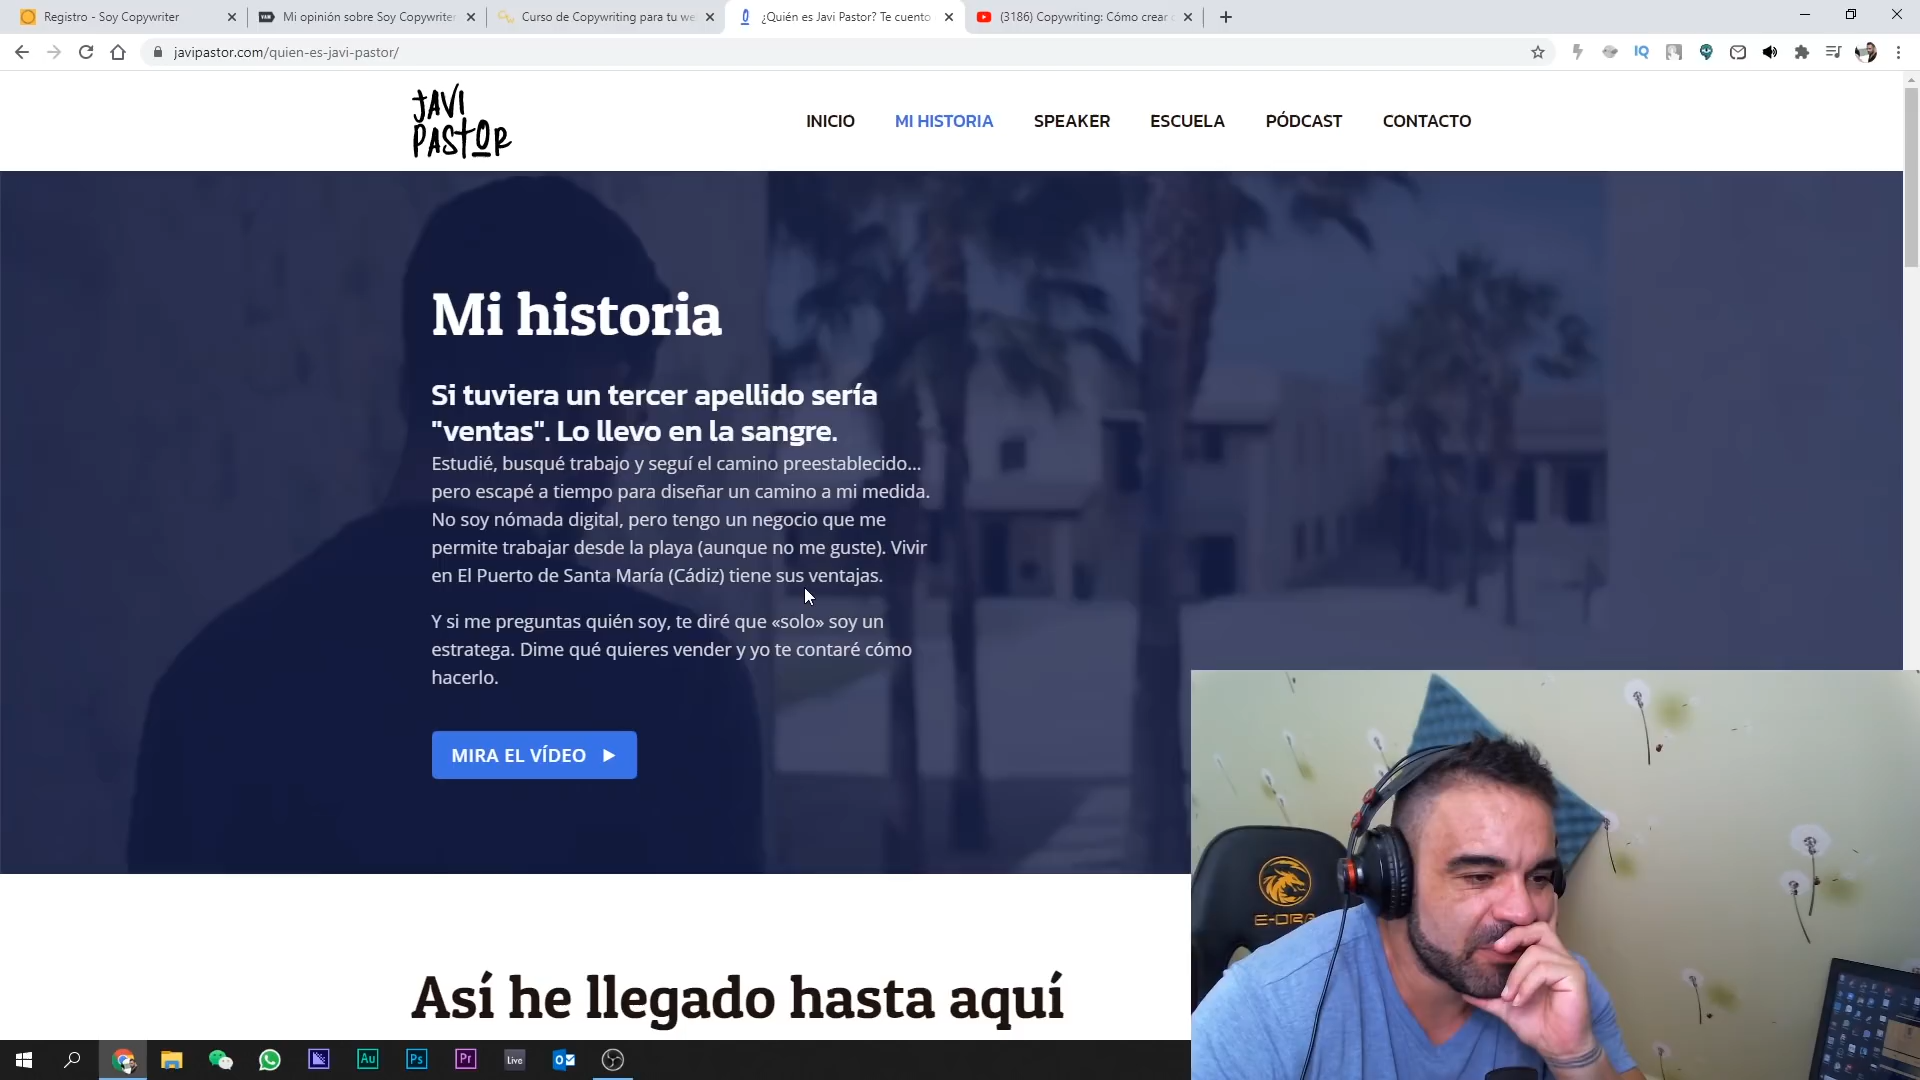 Registro - Soy Copywriter
Mi opinión sobre Soy Copywriter
Curso de Copywriting para tu we
¿Quién es Javi Pastor? Te cuento
(3186) Copywriting: Cómo crear
javipastor.com/quien-es-javi-pastor/
IQ
JAVI
PASTOR
INICIO
MI HISTORIA
SPEAKER
ESCUELA
PÓDCAST
CONTACTO
Mi historia
Si tuviera un tercer apellido sería
"ventas". Lo llevo en la sangre.
Estudié, busqué trabajo y seguí el camino preestablecido...
pero escapé a tiempo para diseñar un camino a mi medida.
No soy nómada digital, pero tengo un negocio que me
permite trabajar desde la playa (aunque no me guste). Vivir
en El Puerto de Santa María (Cádiz) tiene sus ventajas.
Y si me preguntas quién soy, te diré que «solo» soy un
estratega. Dime qué quieres vender y yo te contaré cómo
hacerlo.
MIRA EL VÍDEO
Así he llegado hasta aquí
E-DRA
Au
Ps
Pr
Live